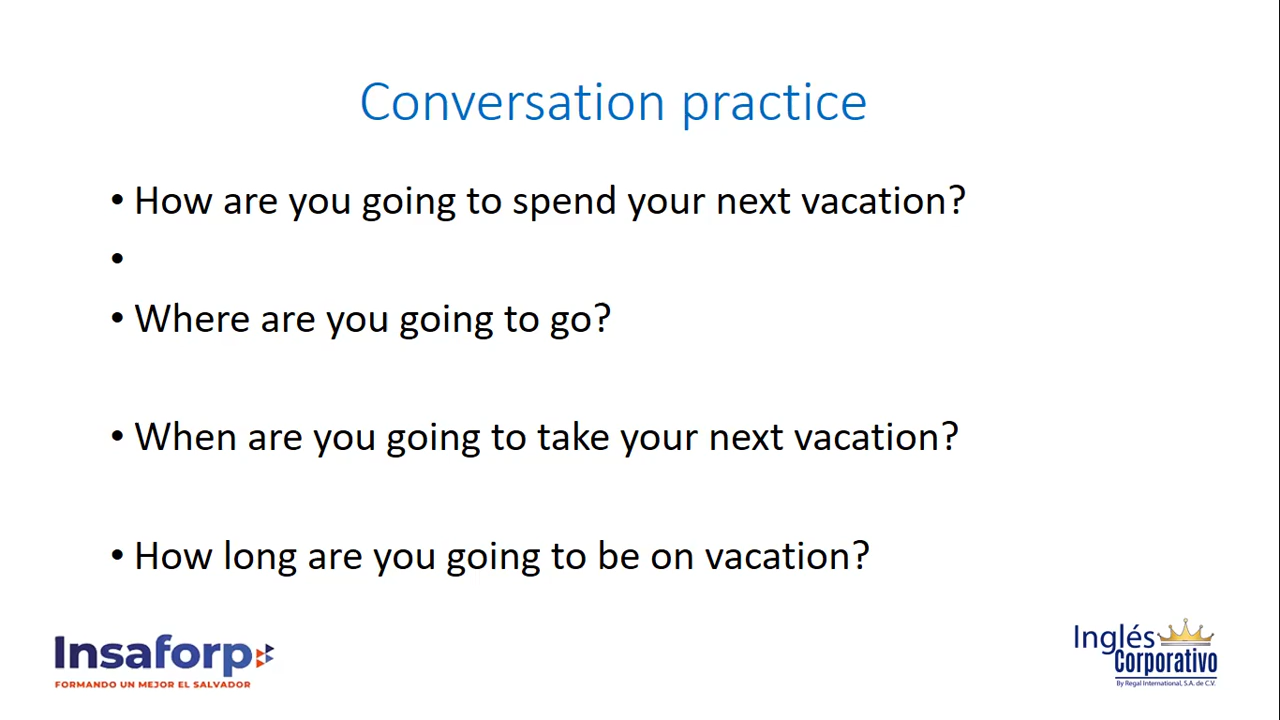 Conversation practice
• How are you going to spend your next vacation?
•
• Where are you going to go?
• When are you going to take your next vacation?
• How long are you going to be on vacation?
Insaforp
FORMANDO UN MEJOR EL SALVADOR
Inglés
Corporativo
By Regal International, S.A. de C.V.